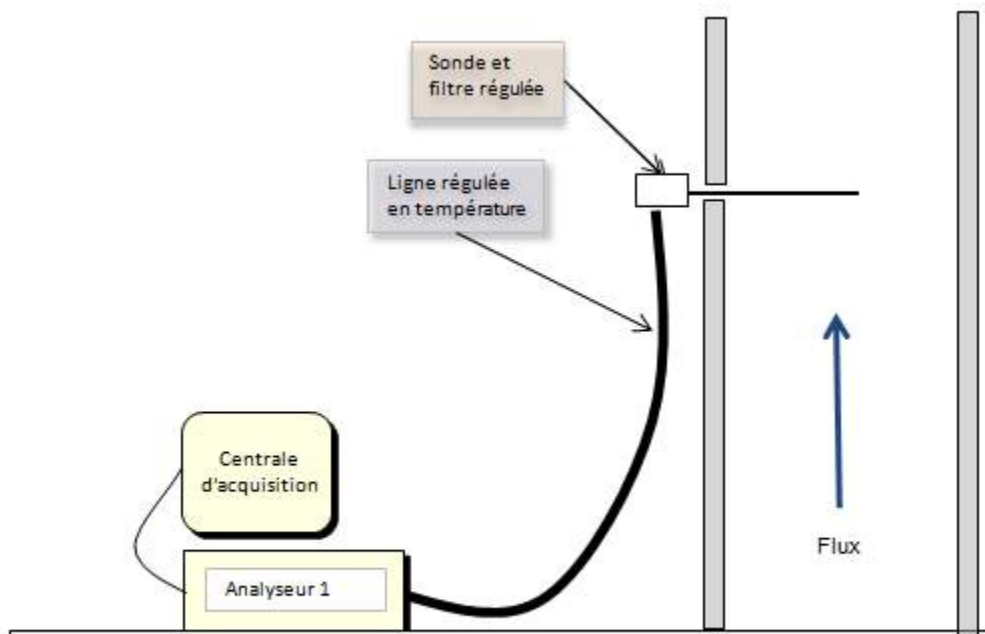 Sonde et
filtre régulée
Ligne régulée
en température
Centrale
d'acquisition
Analyseur 1
Flux